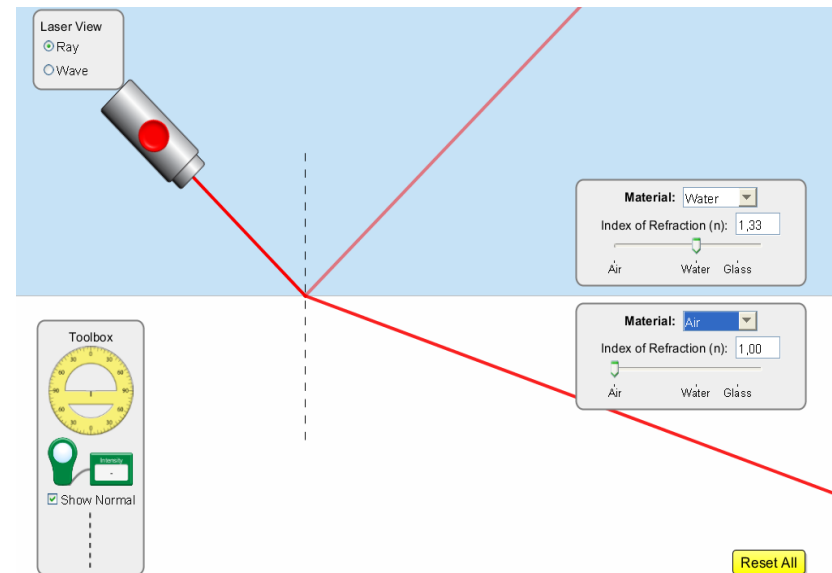 Laser View
Ray
Wave
Material: Water
Index of Refraction (n): 1,33
Air Water Glass
Material: Air
Index of Refraction (n): 1,00
Air Water Glass
Toolbox
Intensity
-
Show Normal
Reset All